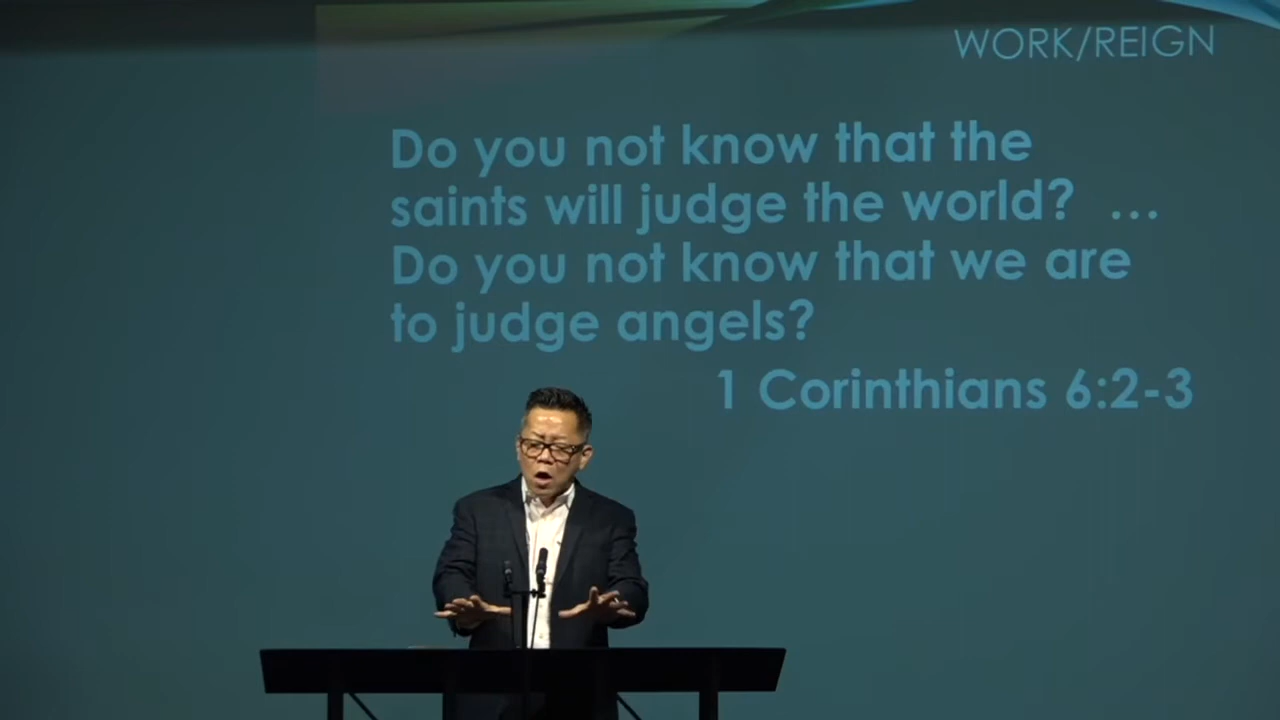 WORK/REIGN
Do you not know that the
saints will judge the world? ...
Do you not know that we are
to judge angels?
1 Corinthians 6:2-3